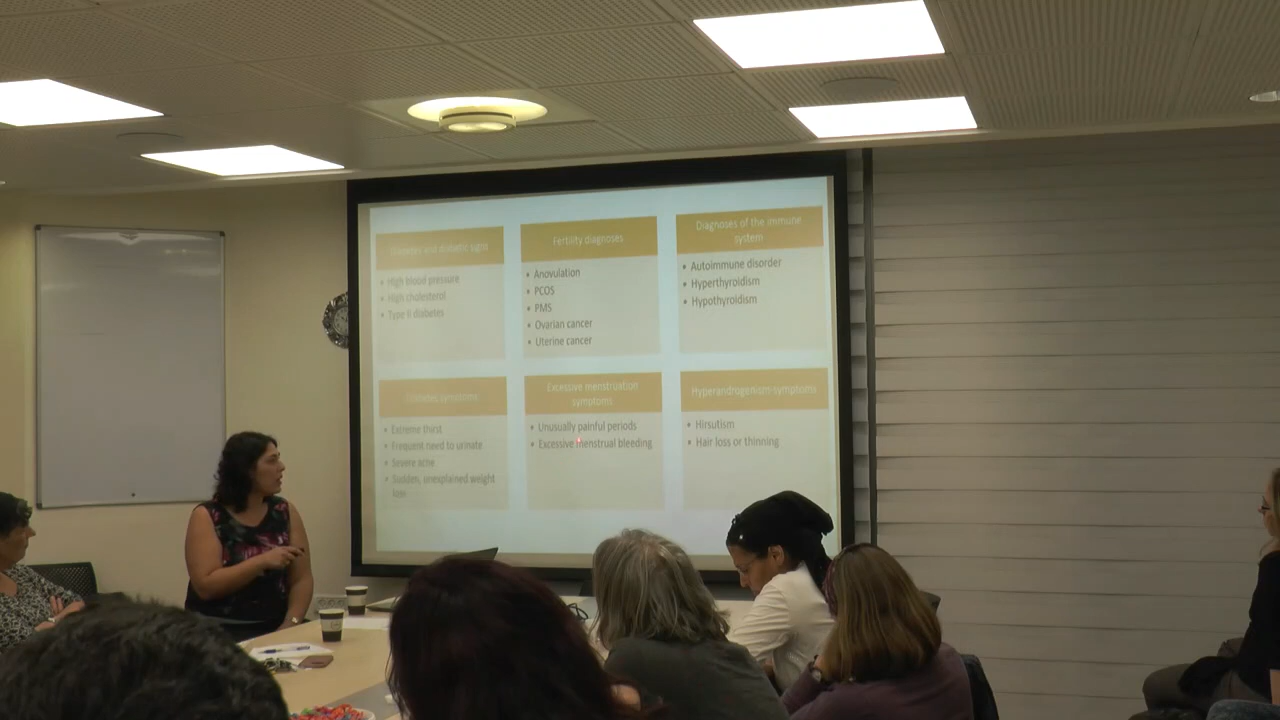 Diabetes and diabetic signs
• High blood pressure
• High cholesterol
• Type II diabetes
Fertility diagnoses
• Anovulation
• PCOS
• PMS
• Ovarian cancer
• Uterine cancer
Diagnoses of the immune
system
• Autoimmune disorder
• Hyperthyroidism
• Hypothyroidism
Diabetes symptoms
• Extreme thirst
• Frequent need to urinate
• Severe acne
• Sudden, unexplained weight
loss
Excessive menstruation
symptoms
• Unusually painful periods
• Excessive menstrual bleeding
Hyperandrogenism symptoms
• Hirsutism
• Hair loss or thinning